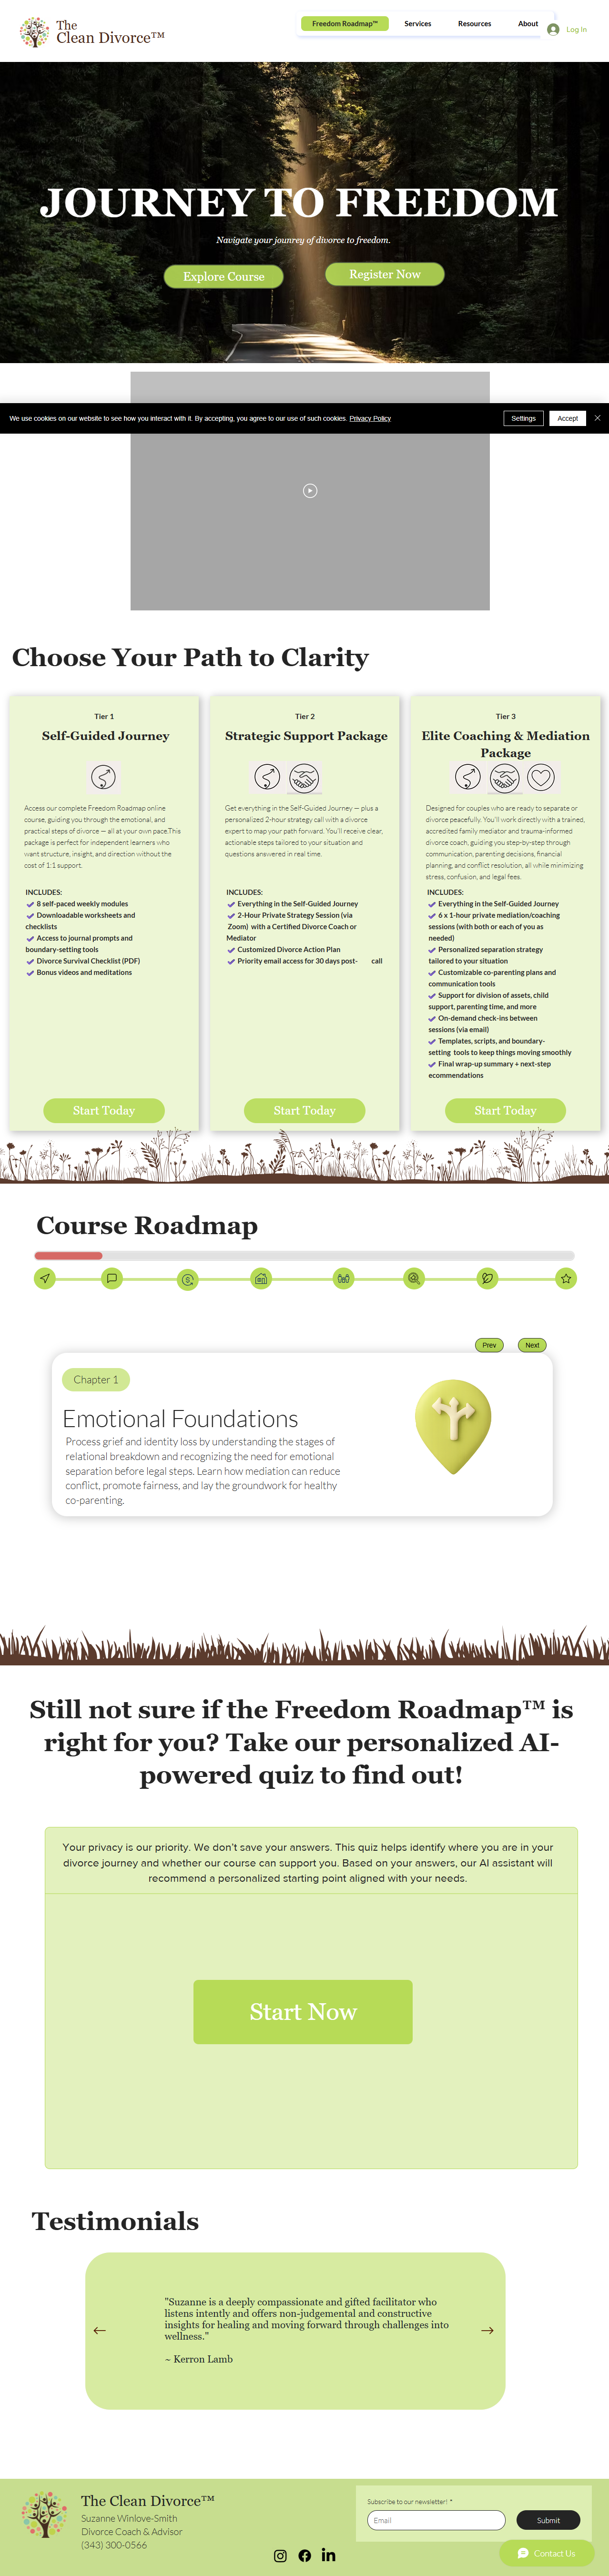 The
Clean Divorce™
Freedom Roadmap™
Services
Resources
About
Log In
JOURNEY TO FREEDOM
Navigate your jounrey of divorce to freedom.
Explore Course
Register Now
We use cookies on our website to see how you interact with it. By accepting, you agree to our use of such cookies. Privacy Policy
Settings
Accept
Choose Your Path to Clarity
Tier 1
Self-Guided Journey
Access our complete Freedom Roadmap online
course, guiding you through the emotional, and
practical steps of divorce — all at your own pace.This
package is perfect for independent learners who
want structure, insight, and direction without the
cost of 1:1 support.
INCLUDES:
8 self-paced weekly modules
Downloadable worksheets and
checklists
Access to journal prompts and
boundary-setting tools
Divorce Survival Checklist (PDF)
Bonus videos and meditations
Start Today
Tier 2
Strategic Support Package
Get everything in the Self-Guided Journey — plus a
personalized 2-hour strategy call with a divorce
expert to map your path forward. You'll receive clear,
actionable steps tailored to your situation and
questions answered in real time.
INCLUDES:
Everything in the Self-Guided Journey
2-Hour Private Strategy Session (via
Zoom) with a Certified Divorce Coach or
Mediator
Customized Divorce Action Plan
Priority email access for 30 days post- call
Start Today
Tier 3
Elite Coaching & Mediation
Package
Designed for couples who are ready to separate or
divorce peacefully. You'll work directly with a trained,
accredited family mediator and trauma-informed
divorce coach, guiding you step-by-step through
communication, parenting decisions, financial
planning, and conflict resolution, all while minimizing
stress, confusion, and legal fees.
INCLUDES:
Everything in the Self-Guided Journey
6 x 1-hour private mediation/coaching
sessions (with both or each of you as
needed)
Personalized separation strategy
tailored to your situation
Customizable co-parenting plans and
communication tools
Support for division of assets, child
support, parenting time, and more
On-demand check-ins between
sessions (via email)
Templates, scripts, and boundary-
setting tools to keep things moving smoothly
Final wrap-up summary + next-step
ecommendations
Start Today
Course Roadmap
Prev
Next
Chapter 1
Emotional Foundations
Process grief and identity loss by understanding the stages of
relational breakdown and recognizing the need for emotional
separation before legal steps. Learn how mediation can reduce
conflict, promote fairness, and lay the groundwork for healthy
co-parenting.
Still not sure if the Freedom Roadmap™ is
right for you? Take our personalized AI-
powered quiz to find out!
Your privacy is our priority. We don't save your answers. This quiz helps identify where you are in your
divorce journey and whether our course can support you. Based on your answers, our AI assistant will
recommend a personalized starting point aligned with your needs.
Start Now
Testimonials
"Suzanne is a deeply compassionate and gifted facilitator who
listens intently and offers non-judgemental and constructive
insights for healing and moving forward through challenges into
wellness."
~ Kerron Lamb
The Clean Divorce™
Suzanne Winlove-Smith
Divorce Coach & Advisor
(343) 300-0566
Subscribe to our newsletter! *
Email
Submit
Contact Us